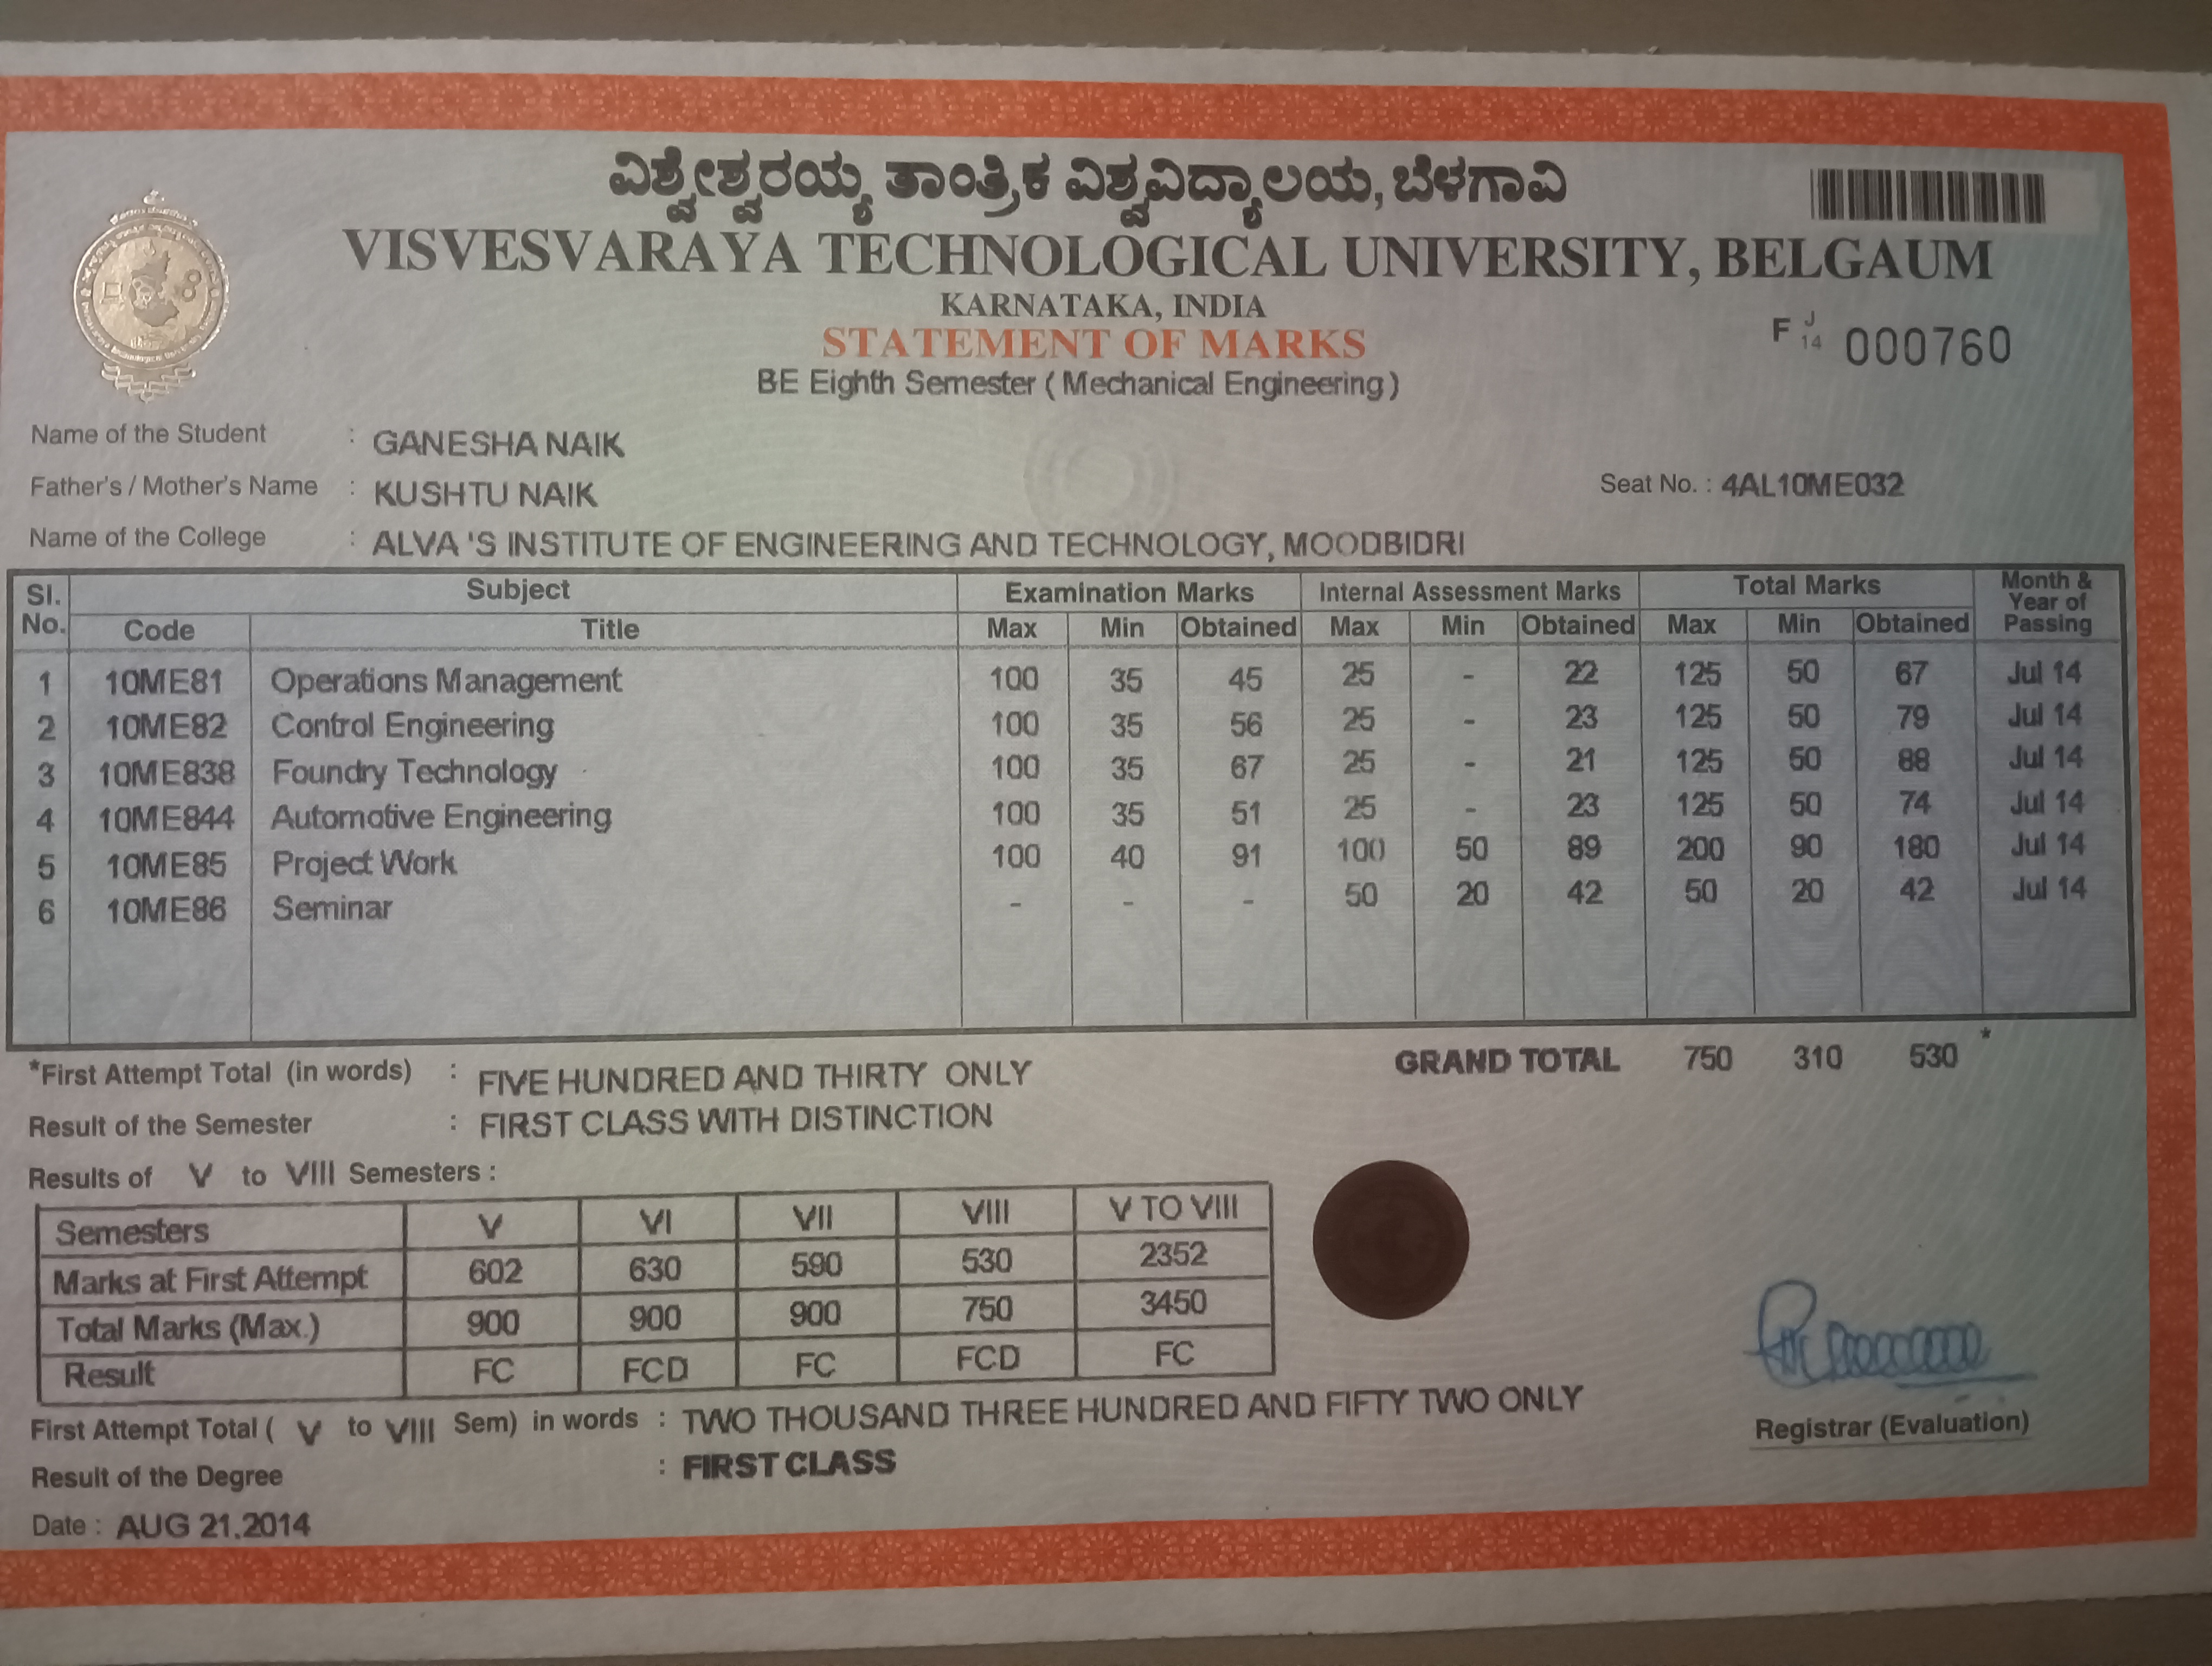 ವಿಶ್ವೇಶ್ವರಯ್ಯ ತಾಂತ್ರಿಕ ವಿಶ್ವವಿದ್ಯಾಲಯ, ಬೆಳಗಾವಿ
VISVESVARAYA TECHNOLOGICAL UNIVERSITY, BELGAUM
KARNATAKA, INDIA
STATEMENT OF MARKS
F J 14 000760
BE Eighth Semester ( Mechanical Engineering )
Name of the Student : GANESHA NAIK
Father's / Mother's Name : KUSHTU NAIK Seat No. : 4AL10ME032
Name of the College : ALVA 'S INSTITUTE OF ENGINEERING AND TECHNOLOGY, MOODBIDRI
Sl. No. Subject Examination Marks Internal Assessment Marks Total Marks Month & Year of Passing
Code Title Max Min Obtained Max Min Obtained Max Min Obtained
1 10ME81 Operations Management 100 35 45 25 - 22 125 50 67 Jul 14
2 10ME82 Control Engineering 100 35 56 25 - 23 125 50 79 Jul 14
3 10ME838 Foundry Technology 100 35 67 25 - 21 125 50 88 Jul 14
4 10ME844 Automotive Engineering 100 35 51 25 - 23 125 50 74 Jul 14
5 10ME85 Project Work 100 40 91 100 50 89 200 90 180 Jul 14
6 10ME86 Seminar - - - 50 20 42 50 20 42 Jul 14
*First Attempt Total (in words) : FIVE HUNDRED AND THIRTY ONLY GRAND TOTAL 750 310 530 *
Result of the Semester : FIRST CLASS WITH DISTINCTION
Results of V to VIII Semesters :
Semesters V VI VII VIII V TO VIII
Marks at First Attempt 602 630 590 530 2352
Total Marks (Max.) 900 900 900 750 3450
Result FC FCD FC FCD FC
First Attempt Total ( V to VIII Sem) in words : TWO THOUSAND THREE HUNDRED AND FIFTY TWO ONLY
Registrar (Evaluation)
Result of the Degree : FIRST CLASS
Date : AUG 21,2014